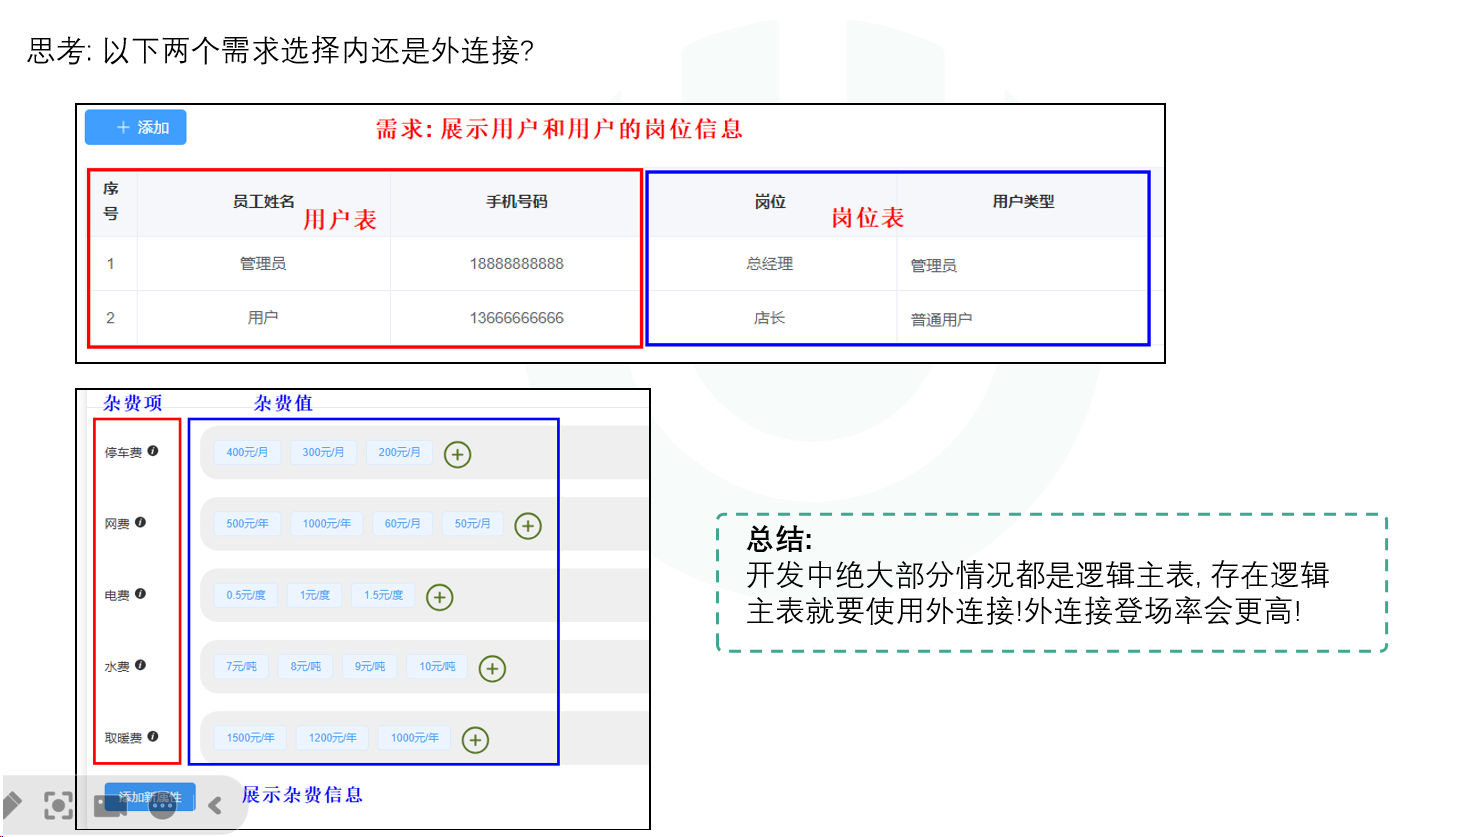 思考: 以下两个需求选择内还是外连接?
+ 添加
需求: 展示用户和用户的岗位信息
序号 员工姓名 手机号码 岗位 用户类型
用户表 岗位表
1 管理员 18888888888 总经理 管理员
2 用户 13666666666 店长 普通用户
杂费项 杂费值
停车费 400元/月 300元/月 200元/月
网费 500元/年 1000元/年 60元/月 50元/月
电费 0.5元/度 1元/度 1.5元/度
水费 7元/吨 8元/吨 9元/吨 10元/吨
取暖费 1500元/年 1200元/年 1000元/年
添加新属性
展示杂费信息
总结:
开发中绝大部分情况都是逻辑主表, 存在逻辑
主表就要使用外连接!外连接登场率会更高!